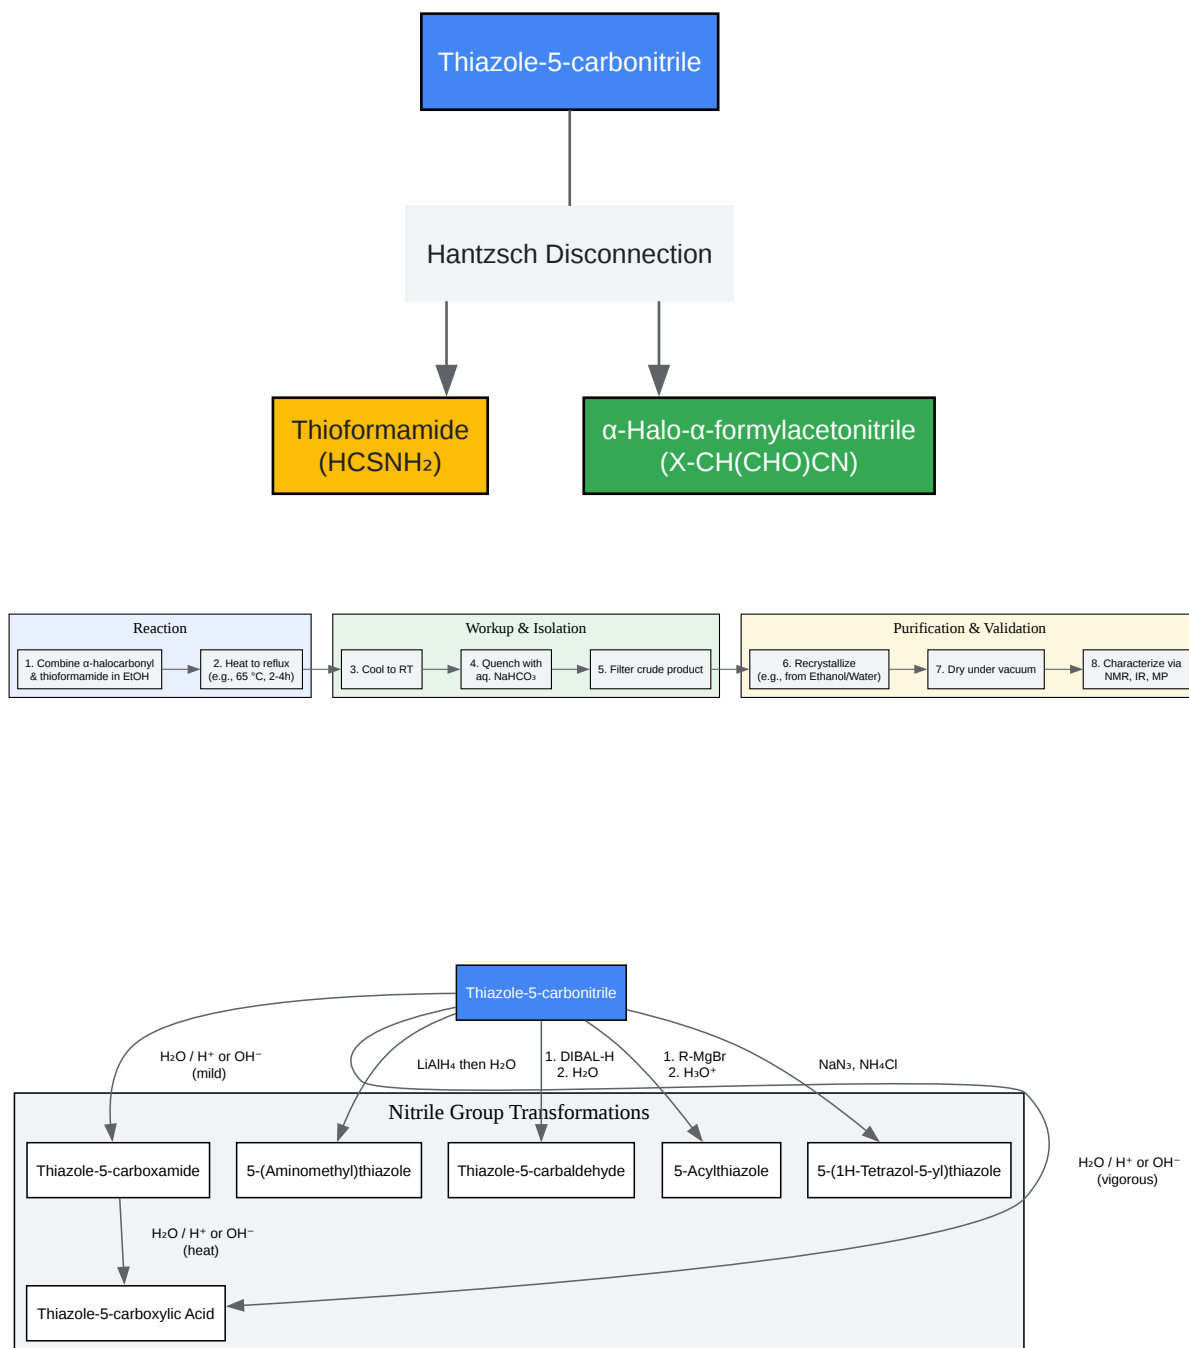 Thiazole-5-carbonitrile
Hantzsch Disconnection
Thioformamide
(HCSNH₂)
α-Halo-α-formylacetonitrile
(X-CH(CHO)CN)
Reaction
1. Combine α-halocarbonyl
& thioformamide in EtOH
2. Heat to reflux
(e.g., 65 °C, 2-4h)
Workup & Isolation
3. Cool to RT
4. Quench with
aq. NaHCO₃
5. Filter crude product
Purification & Validation
6. Recrystallize
(e.g., from Ethanol/Water)
7. Dry under vacuum
8. Characterize via
NMR, IR, MP
Thiazole-5-carbonitrile
H₂O / H⁺ or OH⁻
(mild)
LiAlH₄ then H₂O
1. DIBAL-H
2. H₂O
1. R-MgBr
2. H₃O⁺
NaN₃, NH₄Cl
Nitrile Group Transformations
Thiazole-5-carboxamide
5-(Aminomethyl)thiazole
Thiazole-5-carbaldehyde
5-Acylthiazole
5-(1H-Tetrazol-5-yl)thiazole
H₂O / H⁺ or OH⁻
(vigorous)
H₂O / H⁺ or OH⁻
(heat)
Thiazole-5-carboxylic Acid